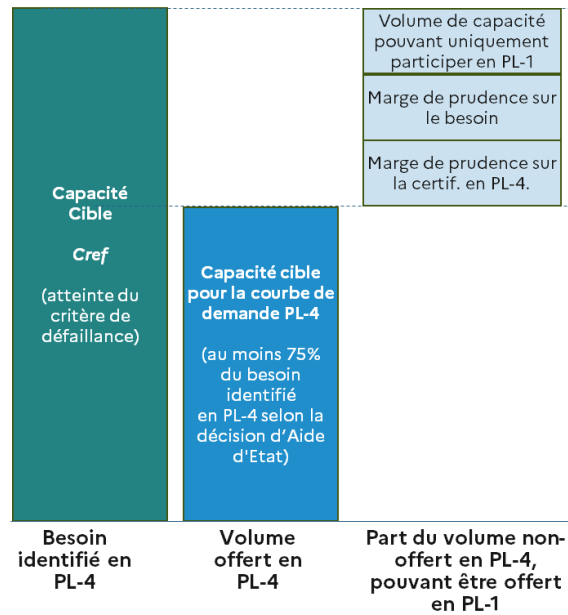 Volume de capacité
pouvant uniquement
participer en PL-1
Marge de prudence sur
le besoin
Marge de prudence sur
la certif. en PL-4.
Capacité
Cible
Cref
(atteinte du
critère de
défaillance)
Capacité cible
pour la courbe de
demande PL-4
(au moins 75%
du besoin
identifié
en PL-4 selon la
décision d’Aide
d'Etat)
Besoin
identifié en
PL-4
Volume
offert en
PL-4
Part du volume non-
offert en PL-4,
pouvant être offert
en PL-1